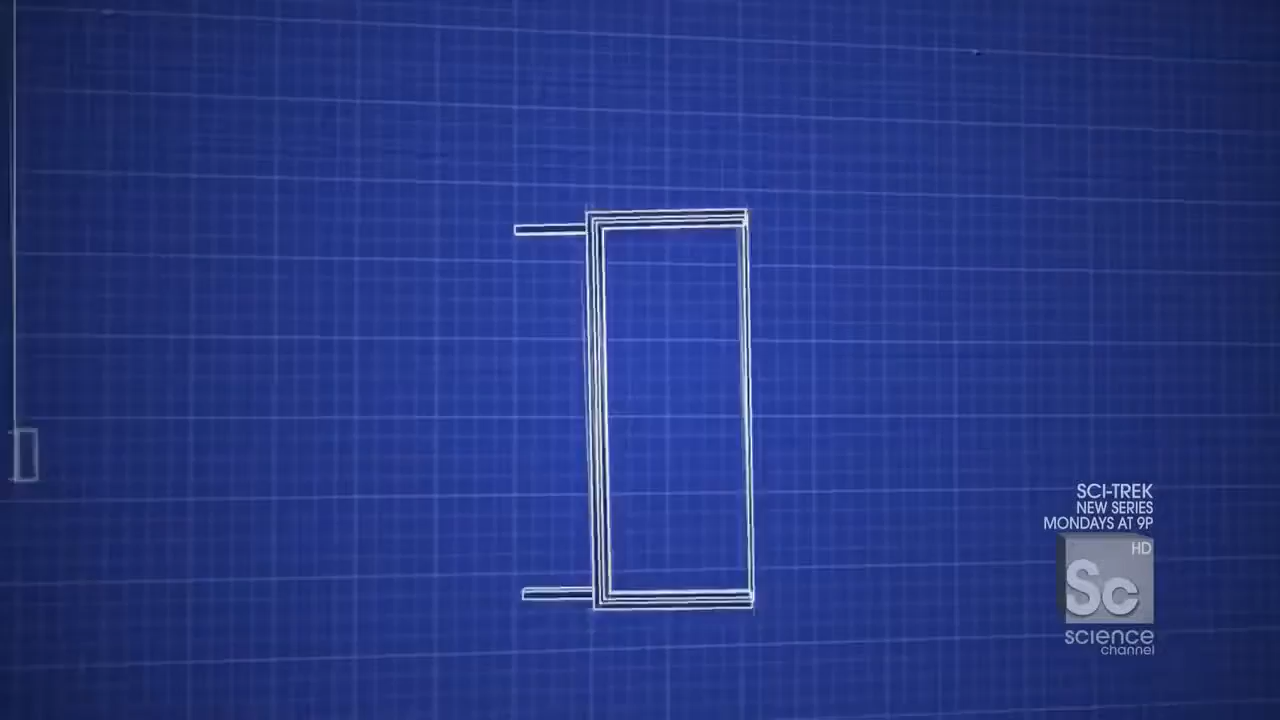 SCI-TREK
NEW SERIES
MONDAYS AT 9P
HD
Sc
science
channel